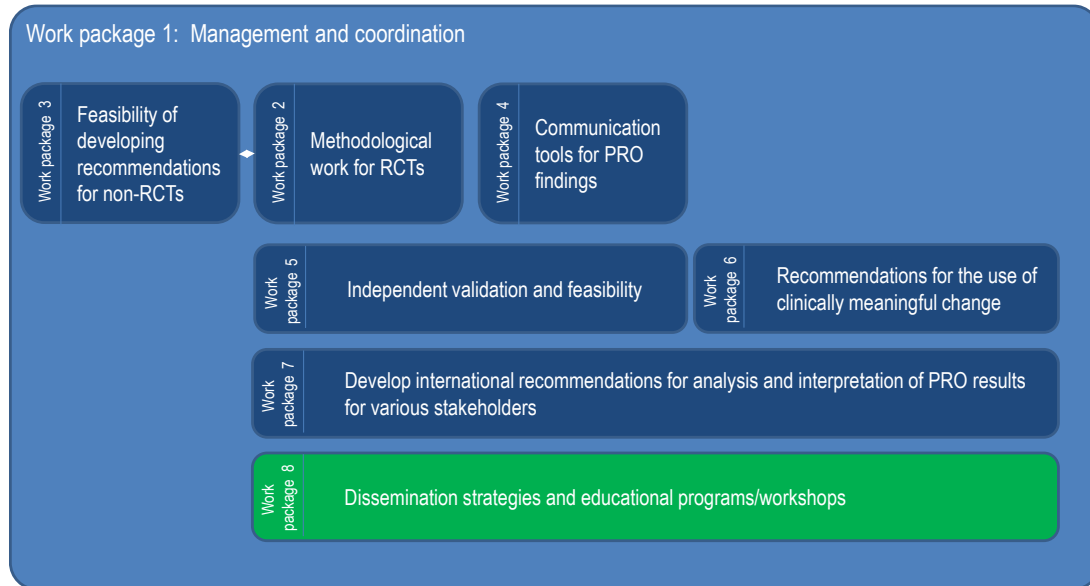 Work package 1:  Management and coordination
Work package 3
Feasibility of
developing
recommendations
for non-RCTs
Work package 2
Methodological
work for RCTs
Work package 4
Communication
tools for PRO
findings
Work
package 5
Independent validation and feasibility
Work
package 6
Recommendations for the use of
clinically meaningful change
Work
package 7
Develop international recommendations for analysis and interpretation of PRO results
for various stakeholders
Work
package 8
Dissemination strategies and educational programs/workshops